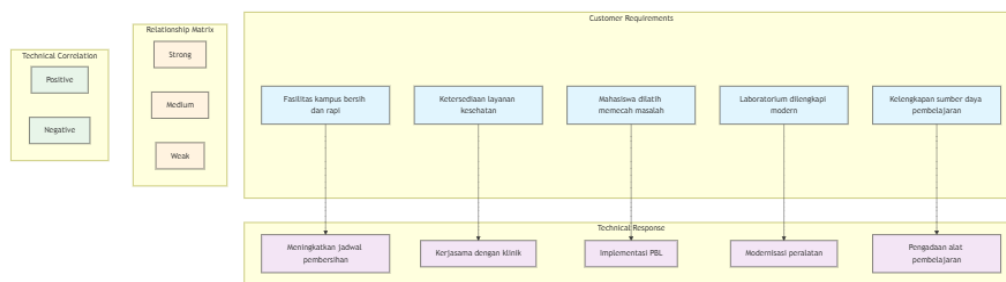 Technical Correlation
Positive
Negative
Relationship Matrix
Strong
Medium
Weak
Customer Requirements
Fasilitas kampus bersih
dan rapi
Ketersediaan layanan
kesehatan
Mahasiswa dilatih
memecah masalah
Laboratorium dilengkapi
modern
Kelengkapan sumber daya
pembelajaran
Technical Response
Meningkatkan jadwal
pembersihan
Kerjasama dengan klinik
Implementasi PBL
Modernisasi peralatan
Pengadaan alat
pembelajaran